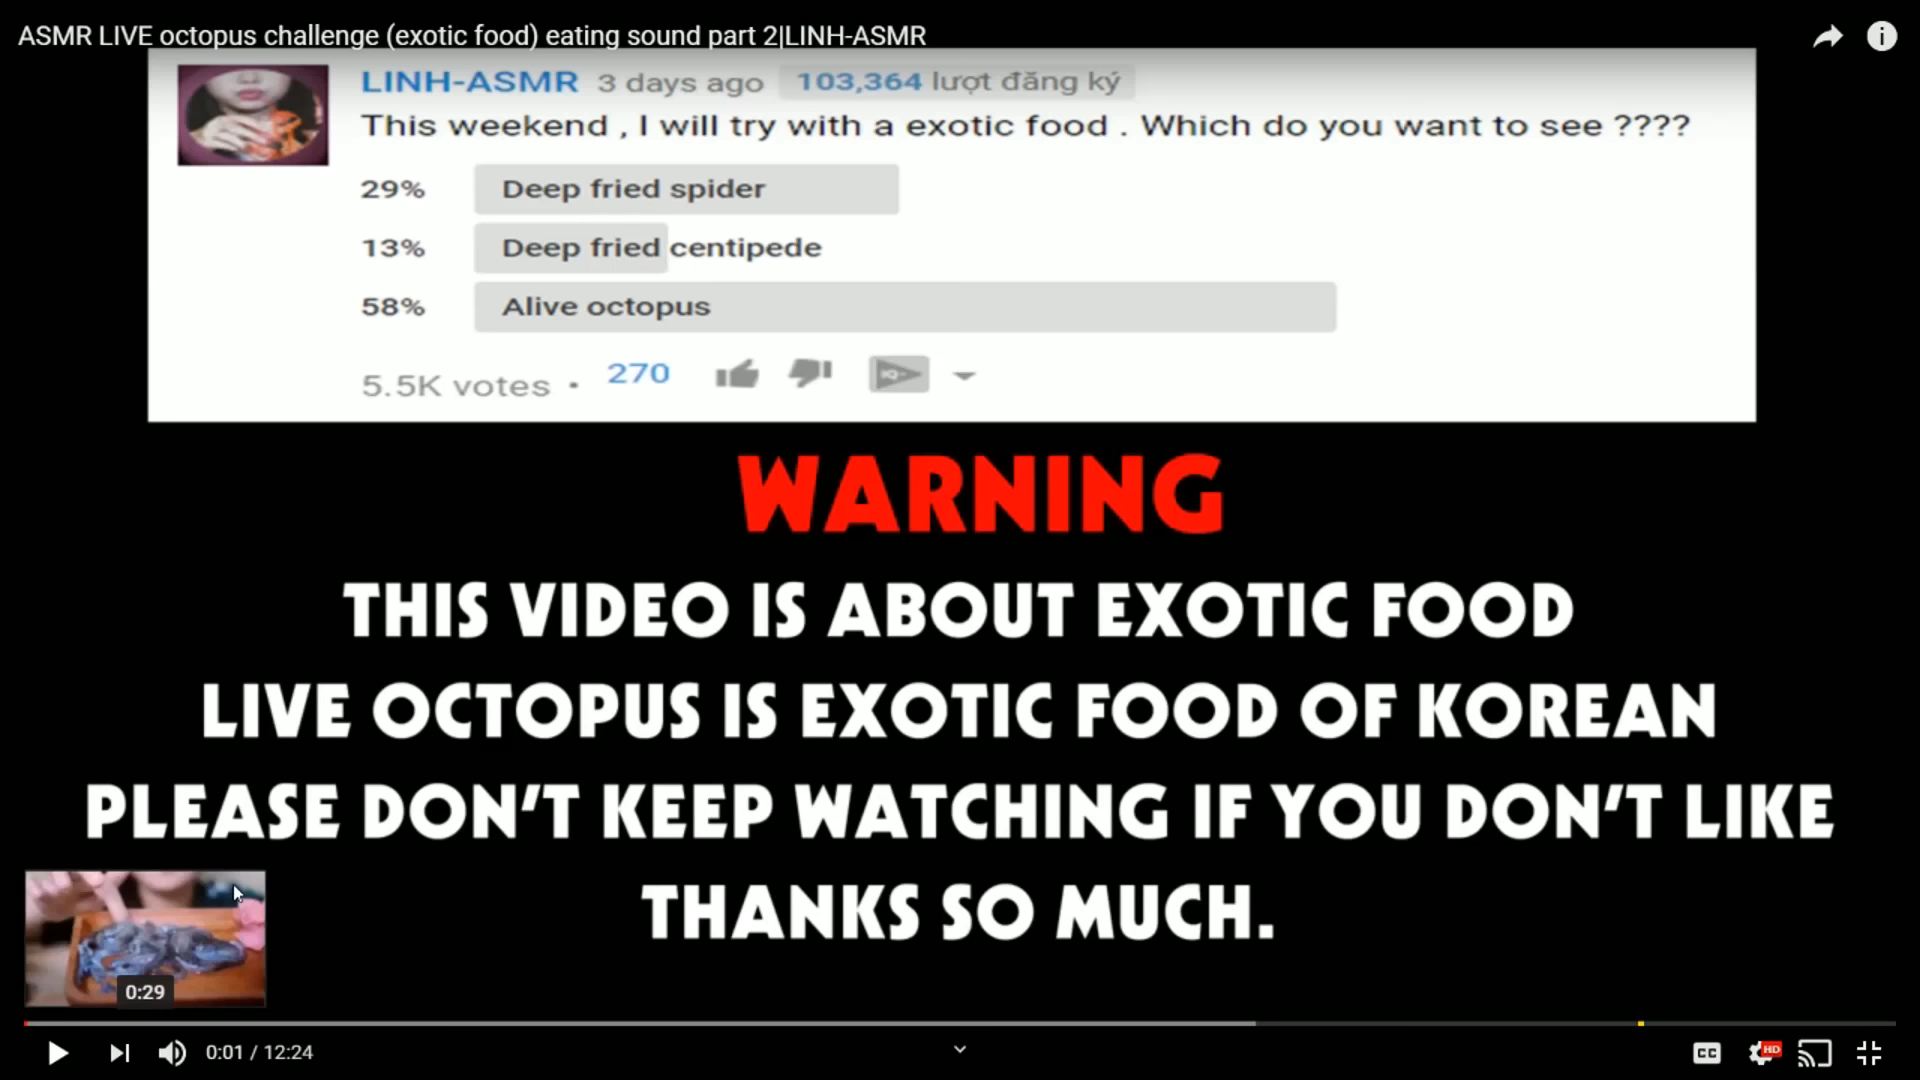 ASMR LIVE octopus challenge (exotic food) eating sound part 2|LINH-ASMR
LINH-ASMR 3 days ago 103,364 lượt đăng ký
This weekend , I will try with a exotic food . Which do you want to see ????
29% Deep fried spider
13% Deep fried centipede
58% Alive octopus
5.5K votes • 270
WARNING
THIS VIDEO IS ABOUT EXOTIC FOOD
LIVE OCTOPUS IS EXOTIC FOOD OF KOREAN
PLEASE DON'T KEEP WATCHING IF YOU DON'T LIKE
THANKS SO MUCH.
0:29
0:01 / 12:24
CC HD